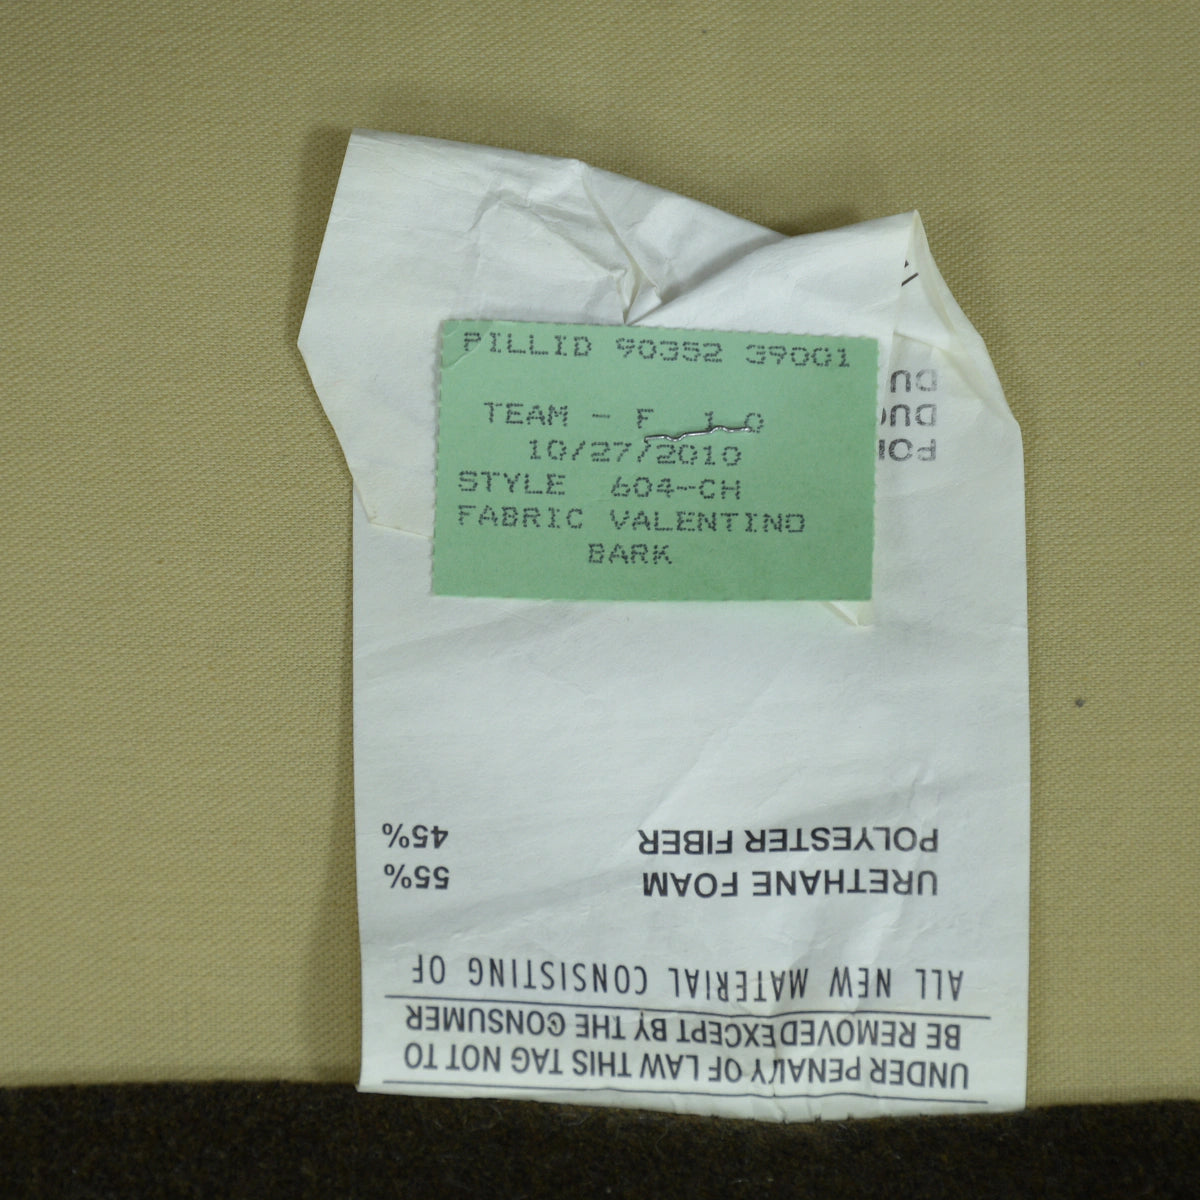 PILLID 90352 39001
TEAM - F 10
10/27/2010
STYLE 604-CH
FABRIC VALENTINO
BARK
UNDER PENALTY OF LAW THIS TAG NOT TO
BE REMOVED EXCEPT BY THE CONSUMER
ALL NEW MATERIAL CONSISTING OF
URETHANE FOAM 55%
POLYESTER FIBER 45%